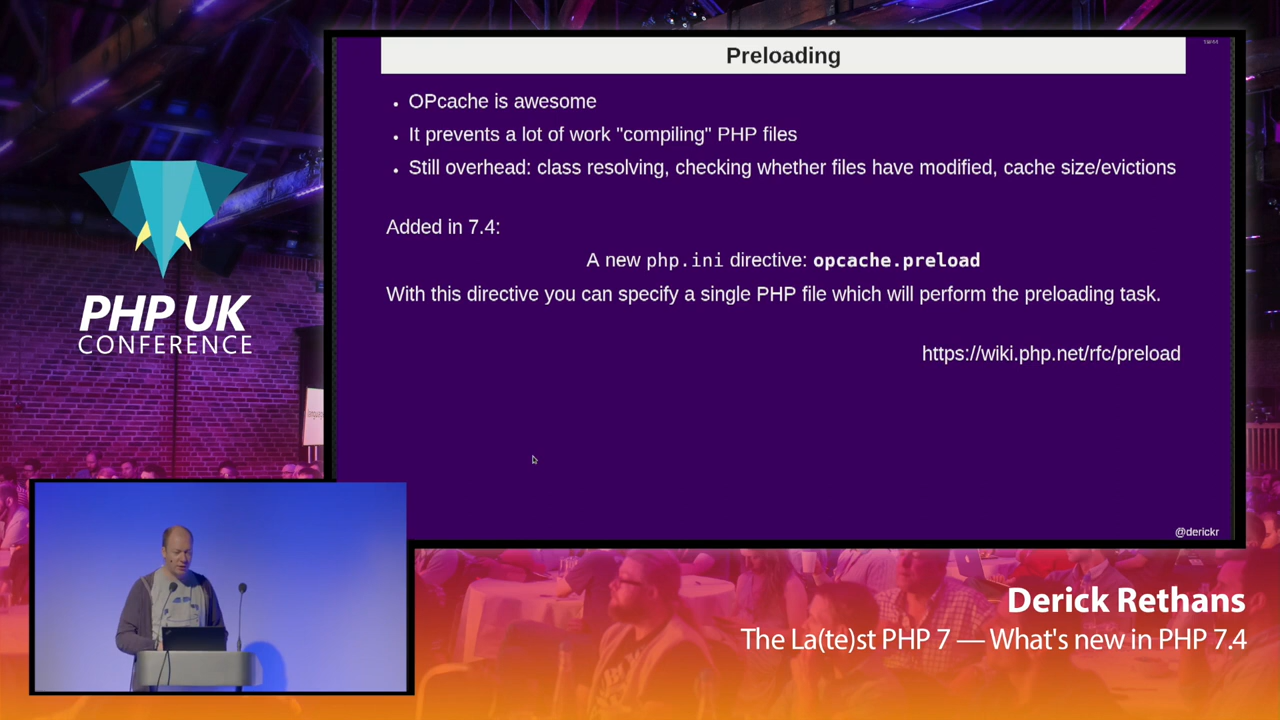 Preloading
• OPcache is awesome
• It prevents a lot of work "compiling" PHP files
• Still overhead: class resolving, checking whether files have modified, cache size/evictions
Added in 7.4:
A new php.ini directive: opcache.preload
With this directive you can specify a single PHP file which will perform the preloading task.
https://wiki.php.net/rfc/preload
@derickr
PHP UK
CONFERENCE
Derick Rethans
The La(te)st PHP 7 — What's new in PHP 7.4